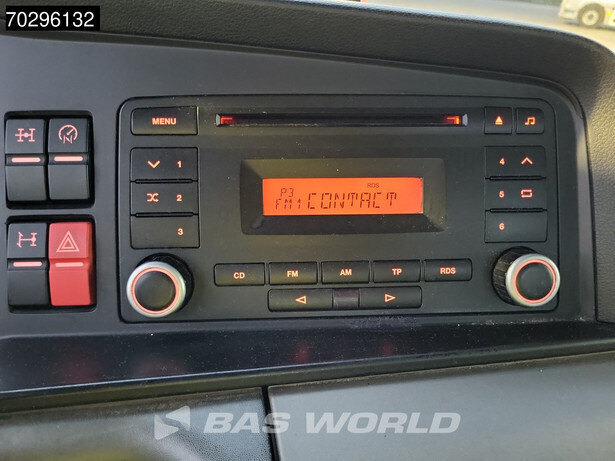 70296132
MENU
1
2
3
4
5
6
RDS
P3
FM1 CONTACT
CD FM AM TP RDS
BAS WORLD